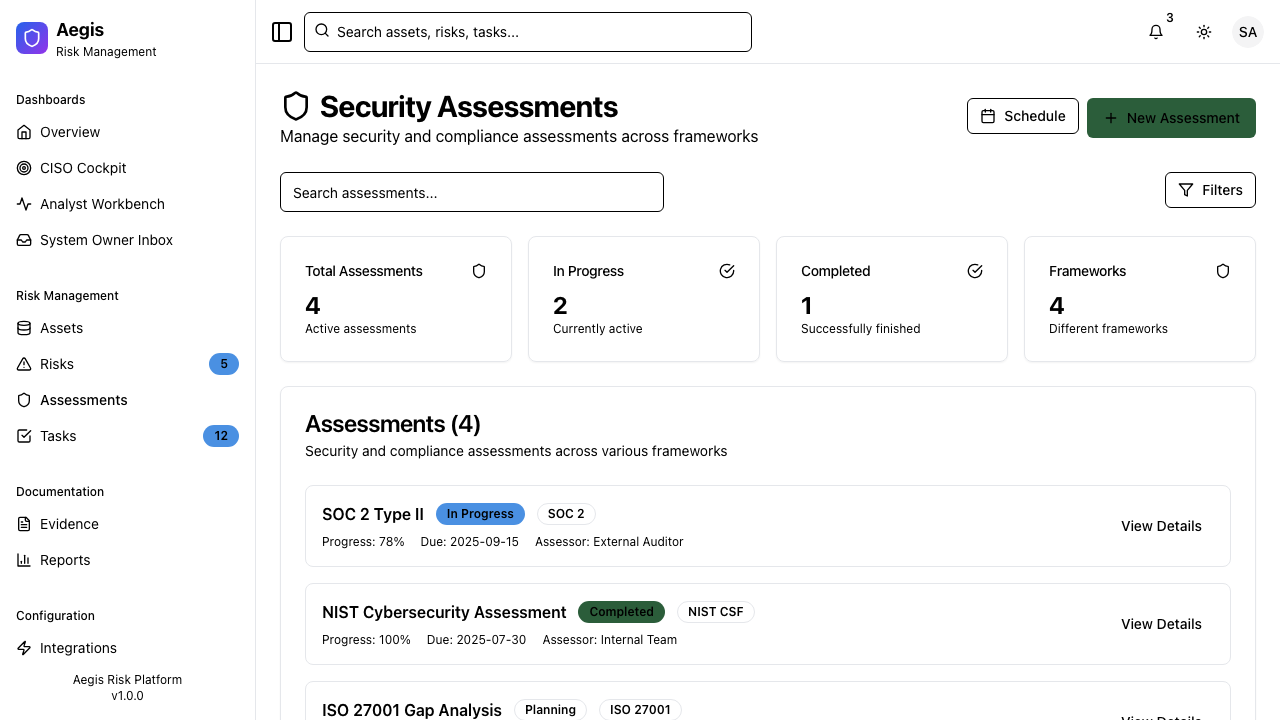 Aegis
Risk Management
Dashboards
Overview
CISO Cockpit
Analyst Workbench
System Owner Inbox
Risk Management
Assets
Risks 5
Assessments
Tasks 12
Documentation
Evidence
Reports
Configuration
Integrations
Aegis Risk Platform
v1.0.0
Search assets, risks, tasks...
3
SA
Security Assessments
Manage security and compliance assessments across frameworks
Schedule
New Assessment
Search assessments...
Filters
Total Assessments
4
Active assessments
In Progress
2
Currently active
Completed
1
Successfully finished
Frameworks
4
Different frameworks
Assessments (4)
Security and compliance assessments across various frameworks
SOC 2 Type II In Progress SOC 2
Progress: 78% Due: 2025-09-15 Assessor: External Auditor
View Details
NIST Cybersecurity Assessment Completed NIST CSF
Progress: 100% Due: 2025-07-30 Assessor: Internal Team
View Details
ISO 27001 Gap Analysis Planning ISO 27001
View Details